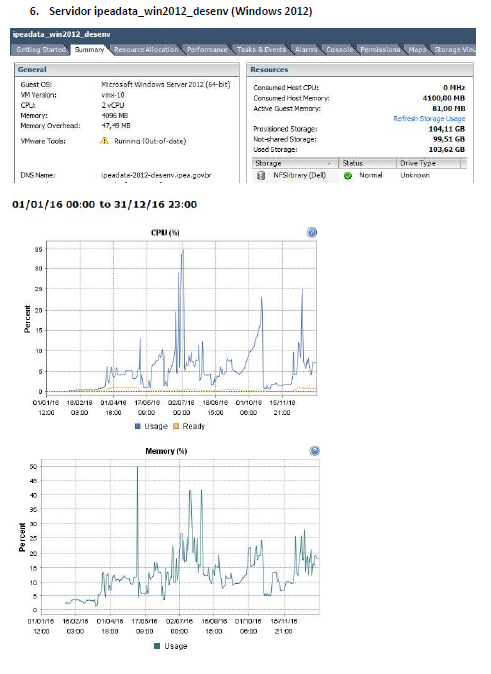 6. Servidor ipeadata_win2012_desenv (Windows 2012)
ipeadata_win2012_desenv
Getting Started Summary Resource Allocation Performance Tasks & Events Alarms Console Permissions Maps Storage View
General
Guest OS: Microsoft Windows Server 2012 (64-bit)
VM Version: vmx-10
CPU: 2 vCPU
Memory: 4096 MB
Memory Overhead: 47,49 MB
VMware Tools: Running (Out-of-date)
DNS Name: ipeadata-2012-desenv.ipea.gov.br
Resources
Consumed Host CPU: 0 MHz
Consumed Host Memory: 4100,00 MB
Active Guest Memory: 81,00 MB
Refresh Storage Usage
Provisioned Storage: 104,11 GB
Not-shared Storage: 99,51 GB
Used Storage: 103,62 GB
Storage Status Drive Type
NFSlibrary (Dell) Normal Unknown
01/01/16 00:00 to 31/12/16 23:00
CPU (%)
Percent
35
30
25
20
15
10
5
0
01/01/16 16/02/16 01/04/16 17/05/16 02/07/16 16/08/16 01/10/16 15/11/16
12:00 03:00 18:00 09:00 00:00 15:00 06:00 21:00
Usage Ready
Memory (%)
Percent
50
45
40
35
30
25
20
15
10
5
0
01/01/16 16/02/16 01/04/16 17/05/16 02/07/16 16/08/16 01/10/16 15/11/16
12:00 03:00 18:00 09:00 00:00 15:00 06:00 21:00
Usage